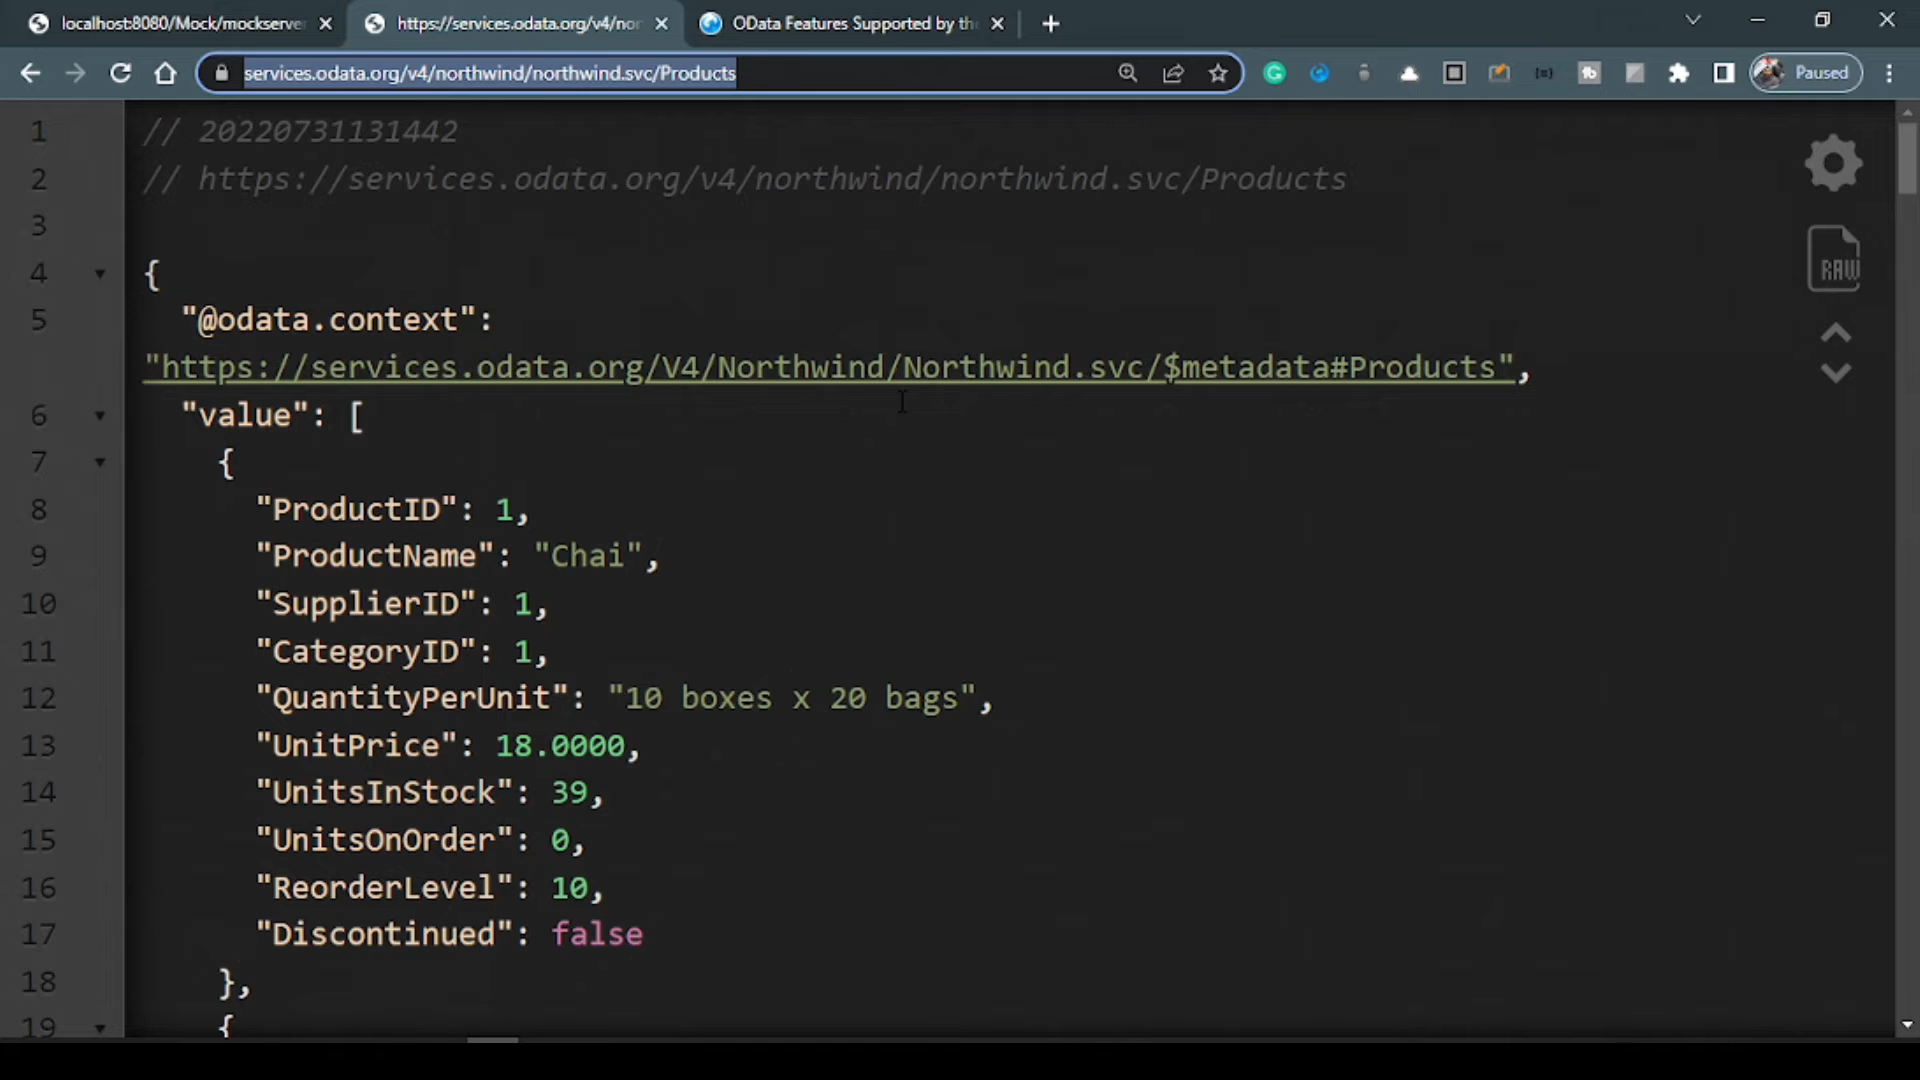 localhost:8080/Mock/mockserve
https://services.odata.org/v4/nor
OData Features Supported by th
services.odata.org/v4/northwind/northwind.svc/Products
Paused
1 // 20220731131442
2 // https://services.odata.org/v4/northwind/northwind.svc/Products
3
4 {
5 "@odata.context":
"https://services.odata.org/V4/Northwind/Northwind.svc/$metadata#Products",
6 "value": [
7 {
8 "ProductID": 1,
9 "ProductName": "Chai",
10 "SupplierID": 1,
11 "CategoryID": 1,
12 "QuantityPerUnit": "10 boxes x 20 bags",
13 "UnitPrice": 18.0000,
14 "UnitsInStock": 39,
15 "UnitsOnOrder": 0,
16 "ReorderLevel": 10,
17 "Discontinued": false
18 },
19 {
RAW